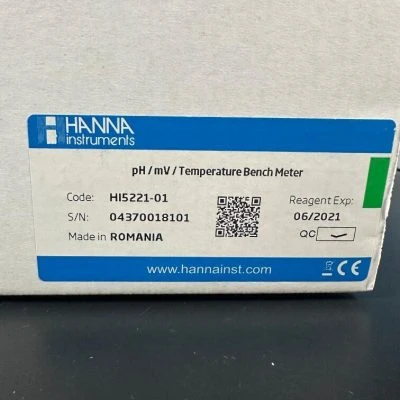 HANNA
instruments
pH / mV / Temperature Bench Meter
Code: HI5221-01
S/N: 04370018101
Made in ROMANIA
Reagent Exp:
06/2021
QC
www.hannainst.com
CE